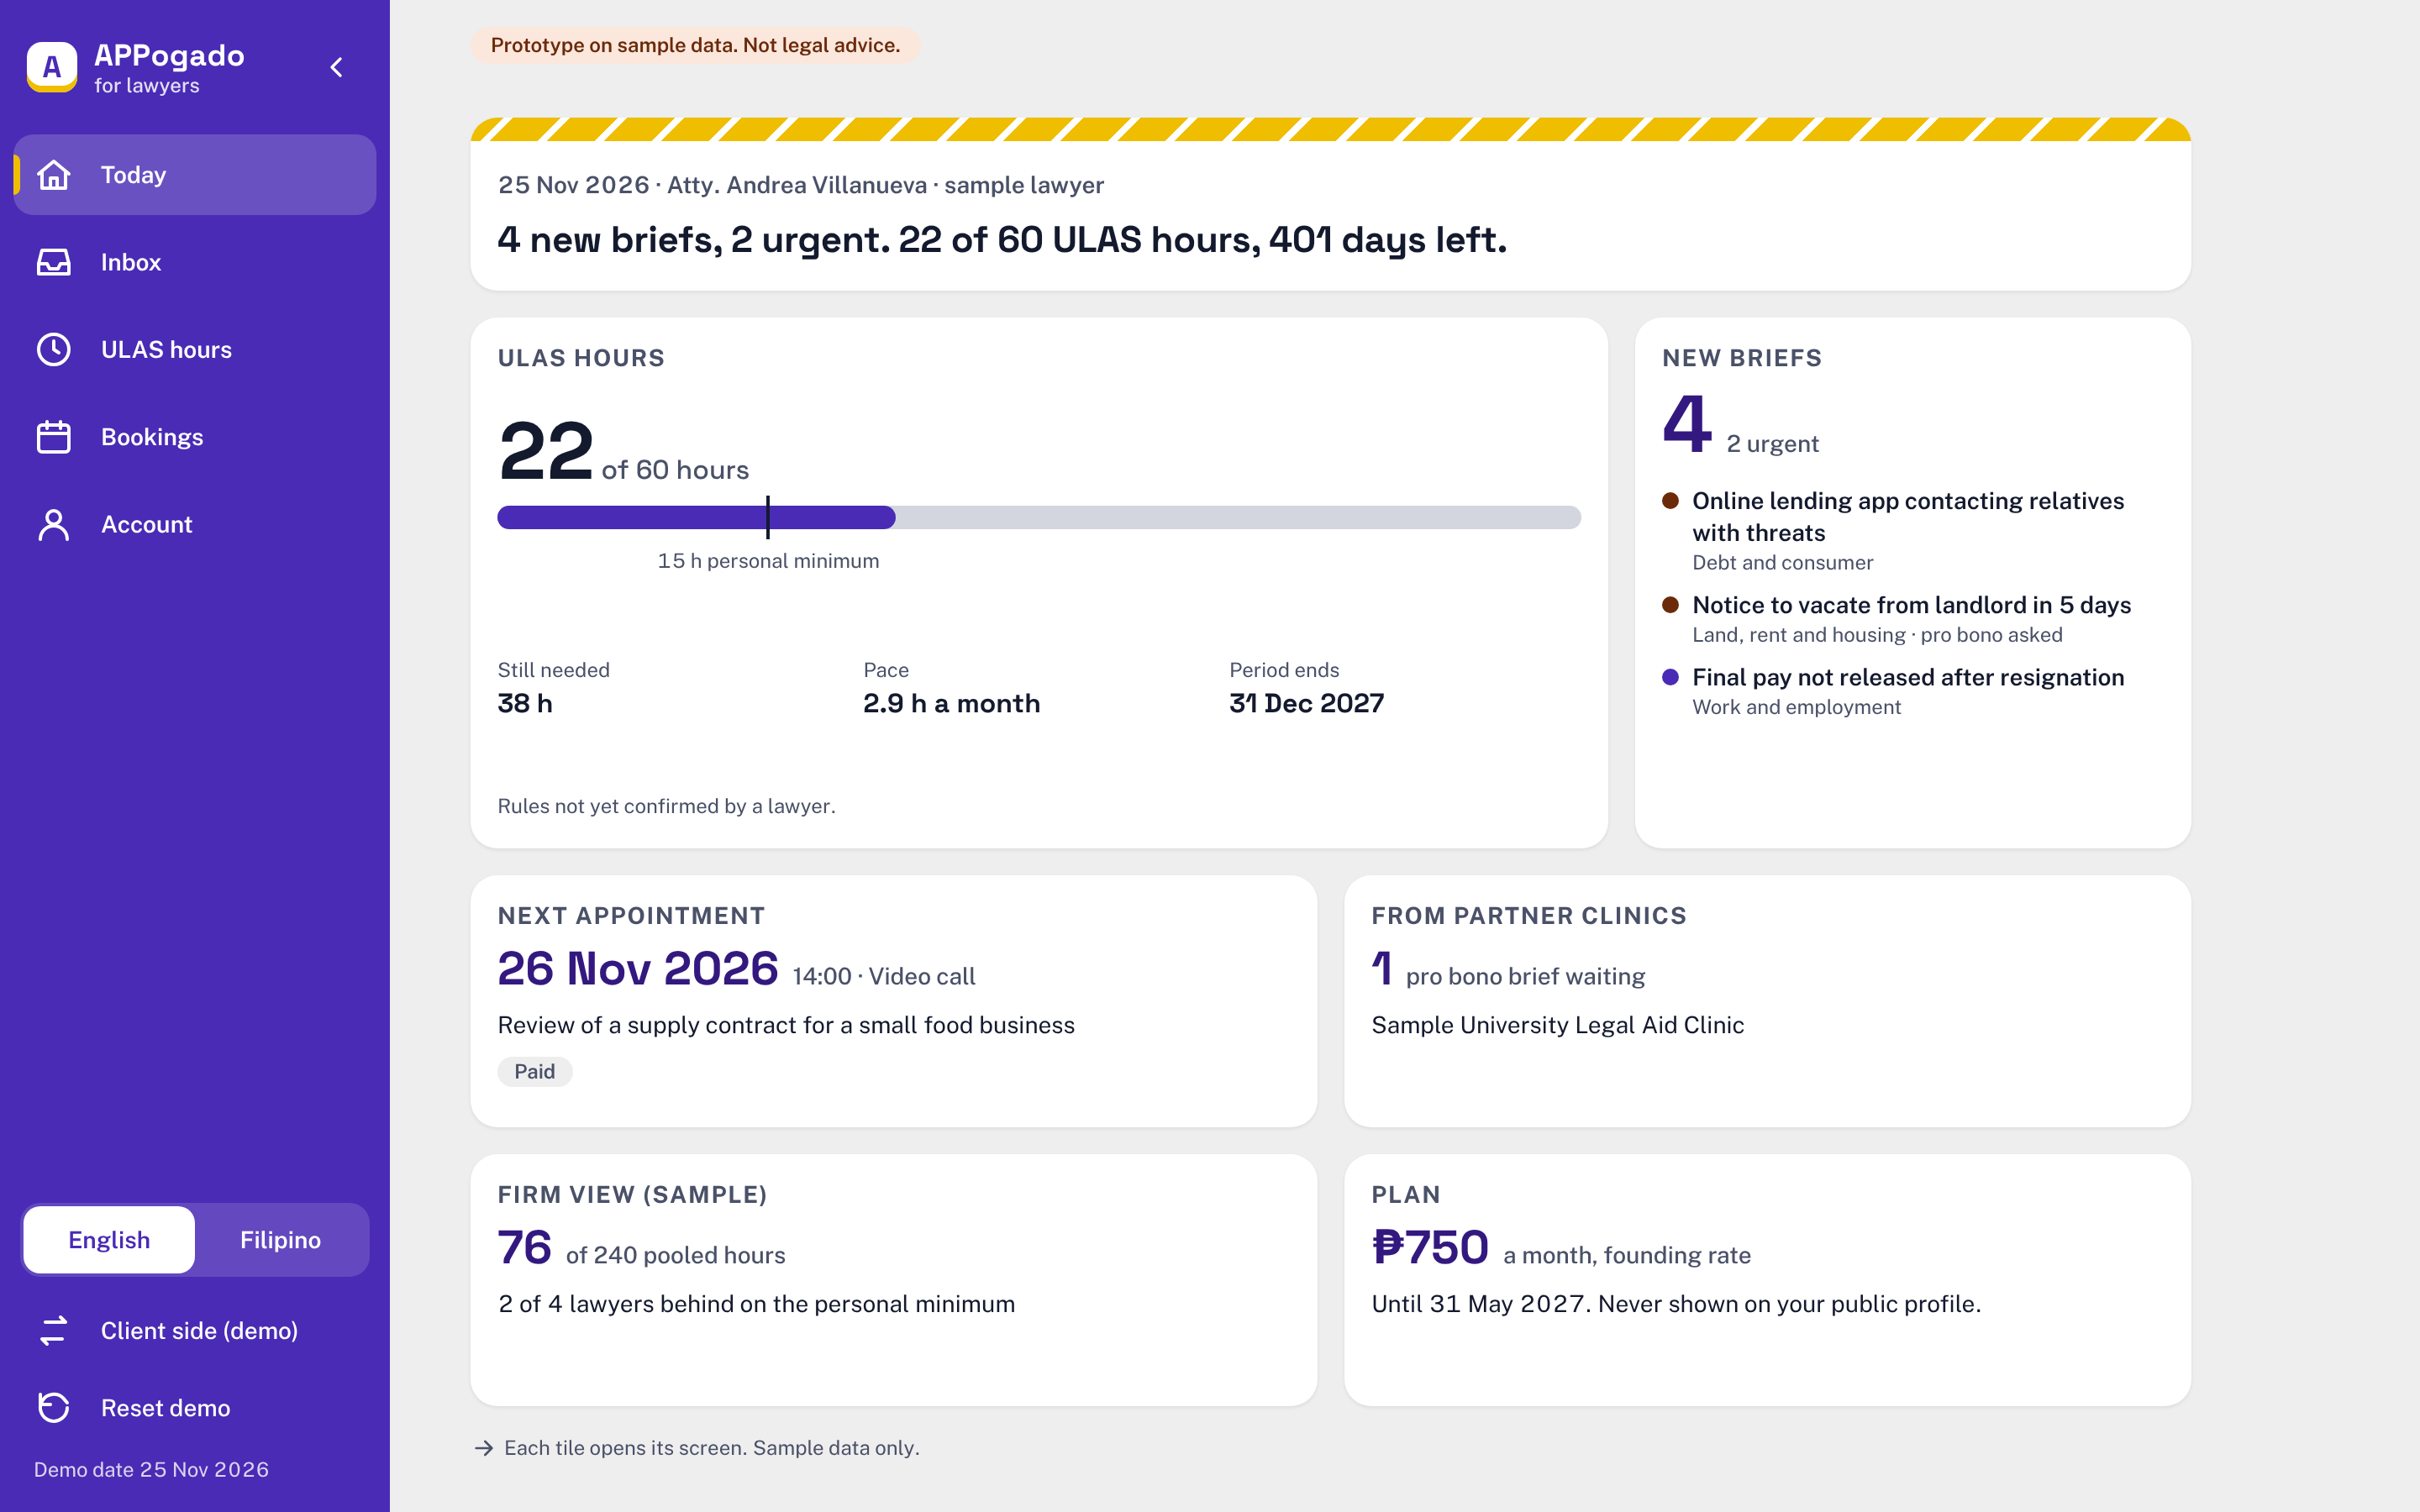 A
APPogado
for lawyers
Today
Inbox
ULAS hours
Bookings
Account
English
Filipino
Client side (demo)
Reset demo
Demo date 25 Nov 2026
Prototype on sample data. Not legal advice.
25 Nov 2026 · Atty. Andrea Villanueva · sample lawyer
4 new briefs, 2 urgent. 22 of 60 ULAS hours, 401 days left.
ULAS HOURS
22 of 60 hours
15 h personal minimum
Still needed
38 h
Pace
2.9 h a month
Period ends
31 Dec 2027
Rules not yet confirmed by a lawyer.
NEW BRIEFS
4 2 urgent
Online lending app contacting relatives
with threats
Debt and consumer
Notice to vacate from landlord in 5 days
Land, rent and housing · pro bono asked
Final pay not released after resignation
Work and employment
NEXT APPOINTMENT
26 Nov 2026 14:00 · Video call
Review of a supply contract for a small food business
Paid
FROM PARTNER CLINICS
1 pro bono brief waiting
Sample University Legal Aid Clinic
FIRM VIEW (SAMPLE)
76 of 240 pooled hours
2 of 4 lawyers behind on the personal minimum
PLAN
₱750 a month, founding rate
Until 31 May 2027. Never shown on your public profile.
→ Each tile opens its screen. Sample data only.